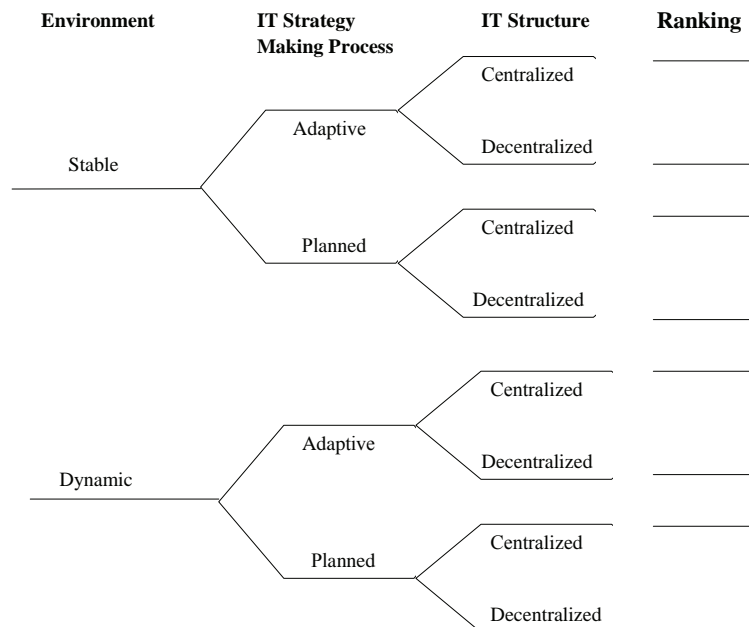 Environment
IT Strategy
Making Process
IT Structure
Ranking
Centralized
Adaptive
Decentralized
Stable
Centralized
Planned
Decentralized
Centralized
Adaptive
Decentralized
Dynamic
Centralized
Planned
Decentralized